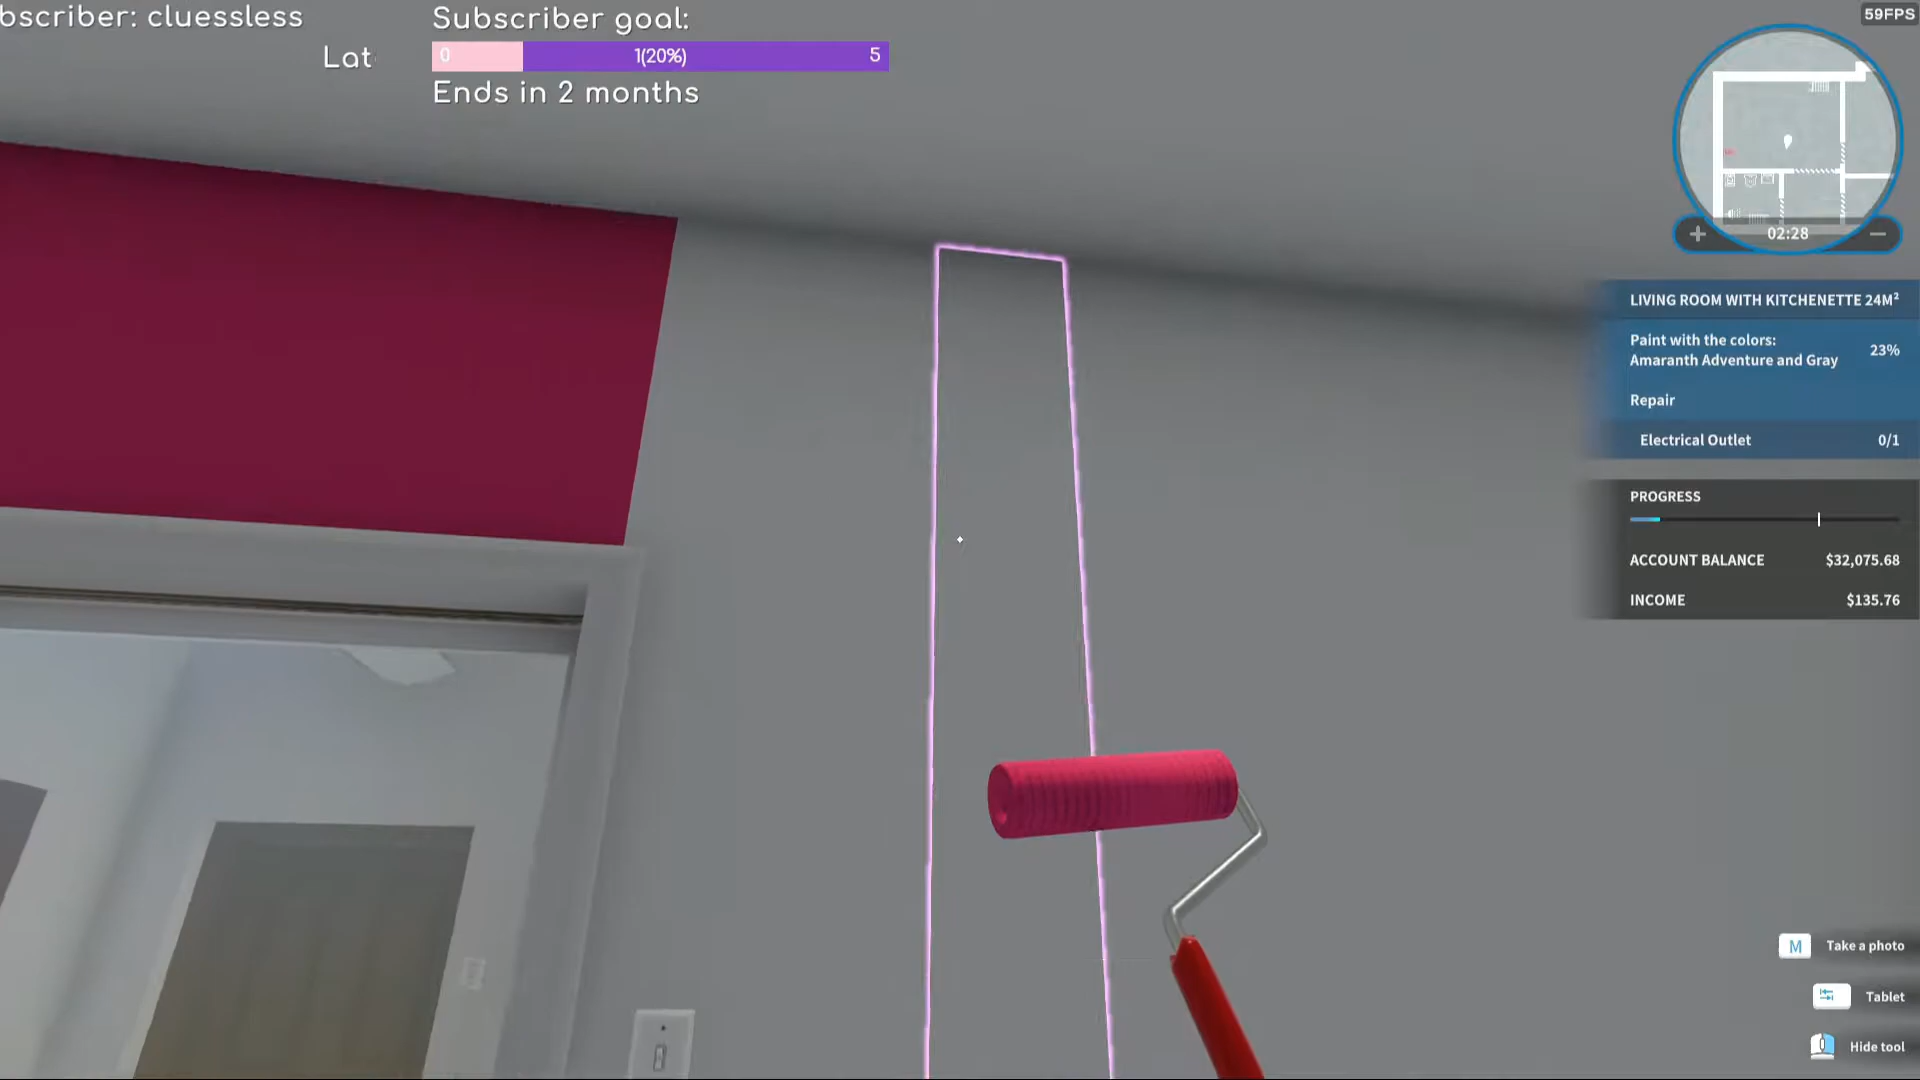 bscriber: cluessless
Lat
Subscriber goal:
0 1(20%) 5
Ends in 2 months
59FPS
02:28
LIVING ROOM WITH KITCHENETTE 24M²
Paint with the colors:
Amaranth Adventure and Gray 23%
Repair
Electrical Outlet 0/1
PROGRESS
ACCOUNT BALANCE $32,075.68
INCOME $135.76
M Take a photo
Tablet
Hide tool